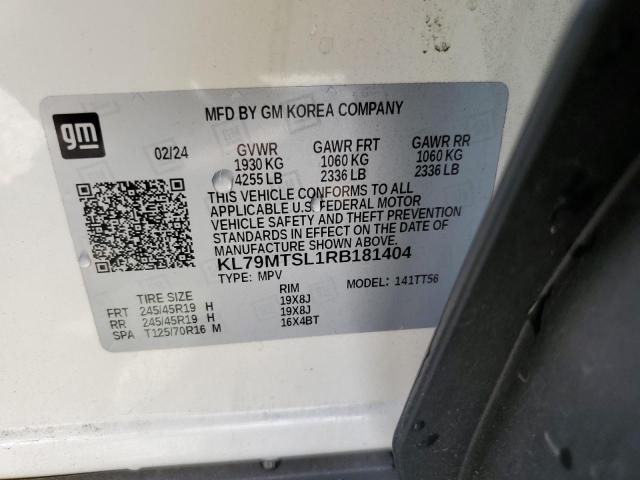 gm
MFD BY GM KOREA COMPANY
02/24 GVWR GAWR FRT GAWR RR
1930 KG 1060 KG 1060 KG
4255 LB 2336 LB 2336 LB
THIS VEHICLE CONFORMS TO ALL
APPLICABLE U.S. FEDERAL MOTOR
VEHICLE SAFETY AND THEFT PREVENTION
STANDARDS IN EFFECT ON THE DATE OF
MANUFACTURE SHOWN ABOVE.
KL79MTSL1RB181404
TYPE: MPV MODEL: 141TT56
TIRE SIZE RIM
FRT 245/45R19 H 19X8J
RR 245/45R19 H 19X8J
SPA T125/70R16 M 16X4BT